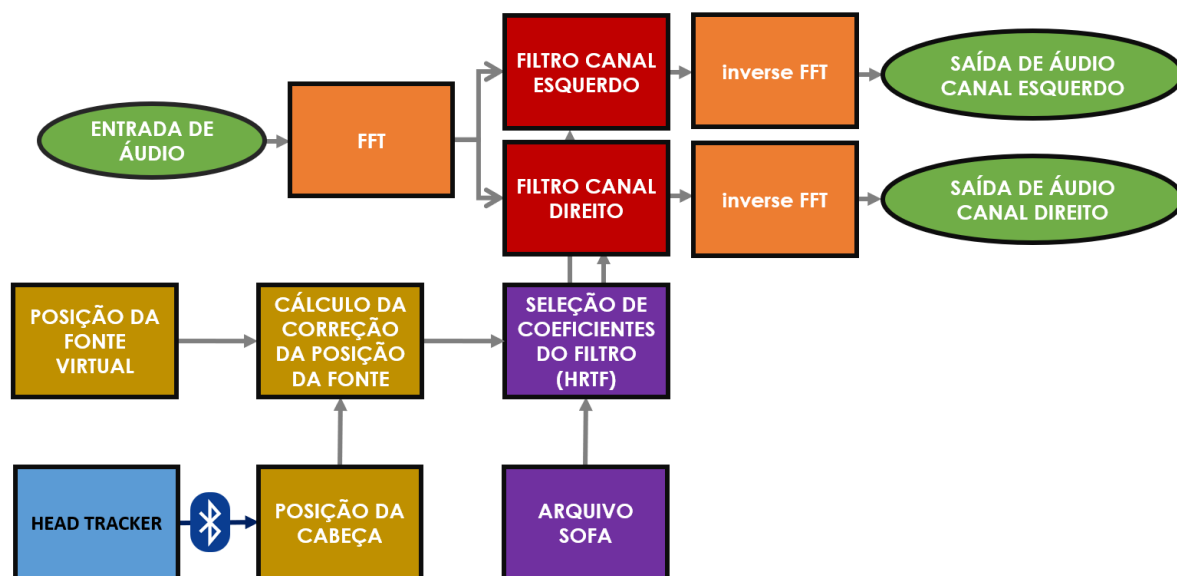 ENTRADA DE
ÁUDIO
FFT
FILTRO CANAL
ESQUERDO
inverse FFT
SAÍDA DE ÁUDIO
CANAL ESQUERDO
FILTRO CANAL
DIREITO
inverse FFT
SAÍDA DE ÁUDIO
CANAL DIREITO
POSIÇÃO DA
FONTE
VIRTUAL
CÁLCULO DA
CORREÇÃO
DA POSIÇÃO
DA FONTE
SELEÇÃO DE
COEFICIENTES
DO FILTRO
(HRTF)
HEAD TRACKER
POSIÇÃO DA
CABEÇA
ARQUIVO
SOFA